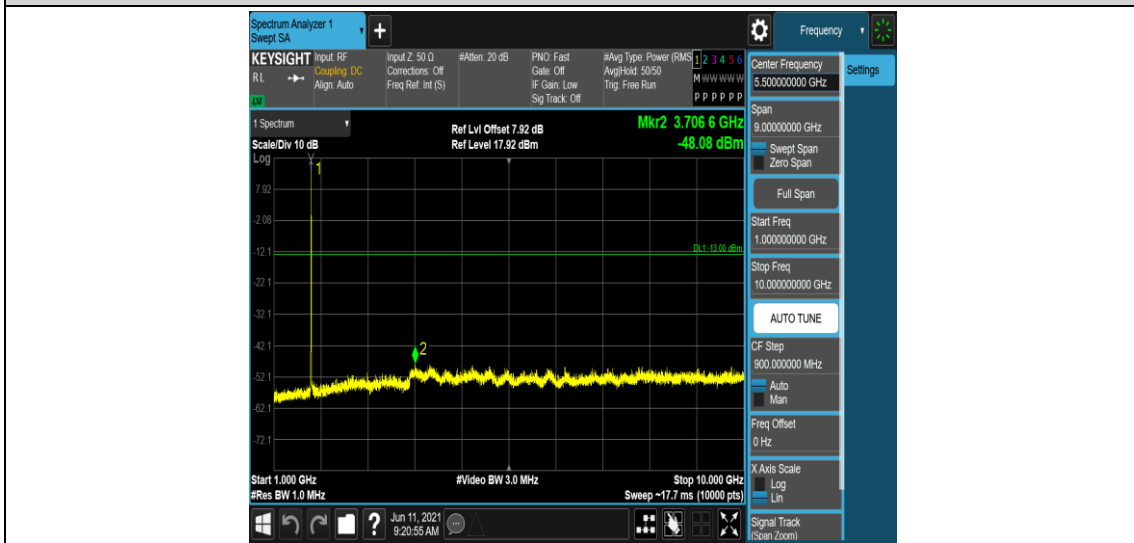 Spectrum Analyzer 1
Swept SA
+
Frequency
KEYSIGHT
RL
LXI
Input: RF
Coupling: DC
Align: Auto
Input Z: 50 Ω
Corrections: Off
Freq Ref: Int (S)
#Atten: 20 dB
PNO: Fast
Gate: Off
IF Gain: Low
Sig Track: Off
#Avg Type: Power (RMS
Avg|Hold: 50/50
Trig: Free Run
1 2 3 4 5 6
M W W W W W
P P P P P P
1 Spectrum
Scale/Div 10 dB
Log
Ref Lvl Offset 7.92 dB
Ref Level 17.92 dBm
Mkr2 3.706 6 GHz
-48.08 dBm
1
7.92
-2.08
-12.1
DL1 -13.00 dBm
-22.1
-32.1
-42.1
2
-52.1
-62.1
-72.1
Start 1.000 GHz
#Res BW 1.0 MHz
#Video BW 3.0 MHz
Stop 10.000 GHz
Sweep ~17.7 ms (10000 pts)
?
Jun 11, 2021
9:20:55 AM
Center Frequency
5.500000000 GHz
Settings
Span
9.00000000 GHz
Swept Span
Zero Span
Full Span
Start Freq
1.000000000 GHz
Stop Freq
10.000000000 GHz
AUTO TUNE
CF Step
900.000000 MHz
Auto
Man
Freq Offset
0 Hz
X Axis Scale
Log
Lin
Signal Track
(Span Zoom)